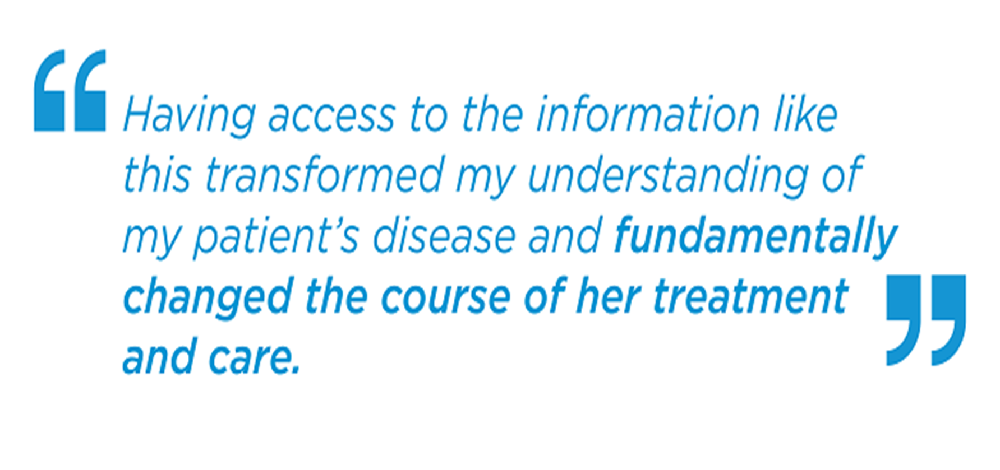 “Having access to the information like
this transformed my understanding of
my patient’s disease and fundamentally
changed the course of her treatment
and care.”